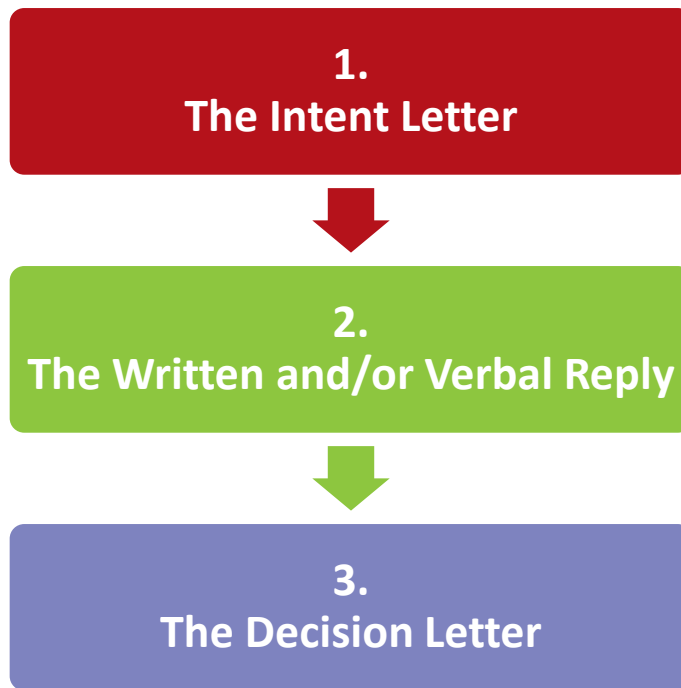 1.
The Intent Letter
2.
The Written and/or Verbal Reply
3.
The Decision Letter